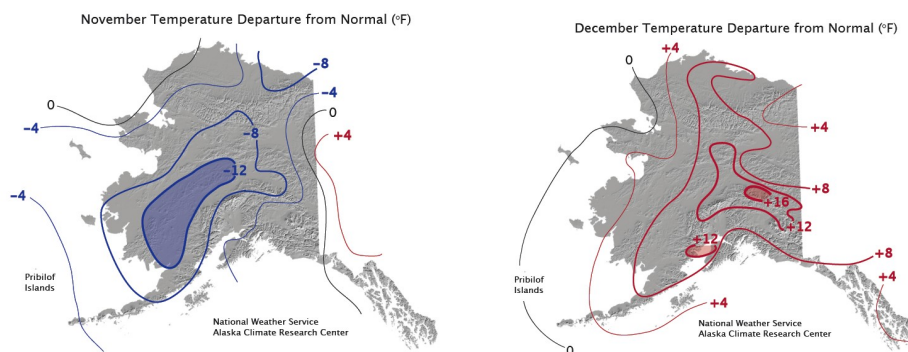 November Temperature Departure from Normal (°F)
-8
-4
0
0
-4
+4
-8
-12
-4
Pribilof
Islands
National Weather Service
Alaska Climate Research Center
December Temperature Departure from Normal (°F)
+4
0
+4
+8
+16
+12
+12
+8
+4
Pribilof
Islands
+4
National Weather Service
Alaska Climate Research Center
0